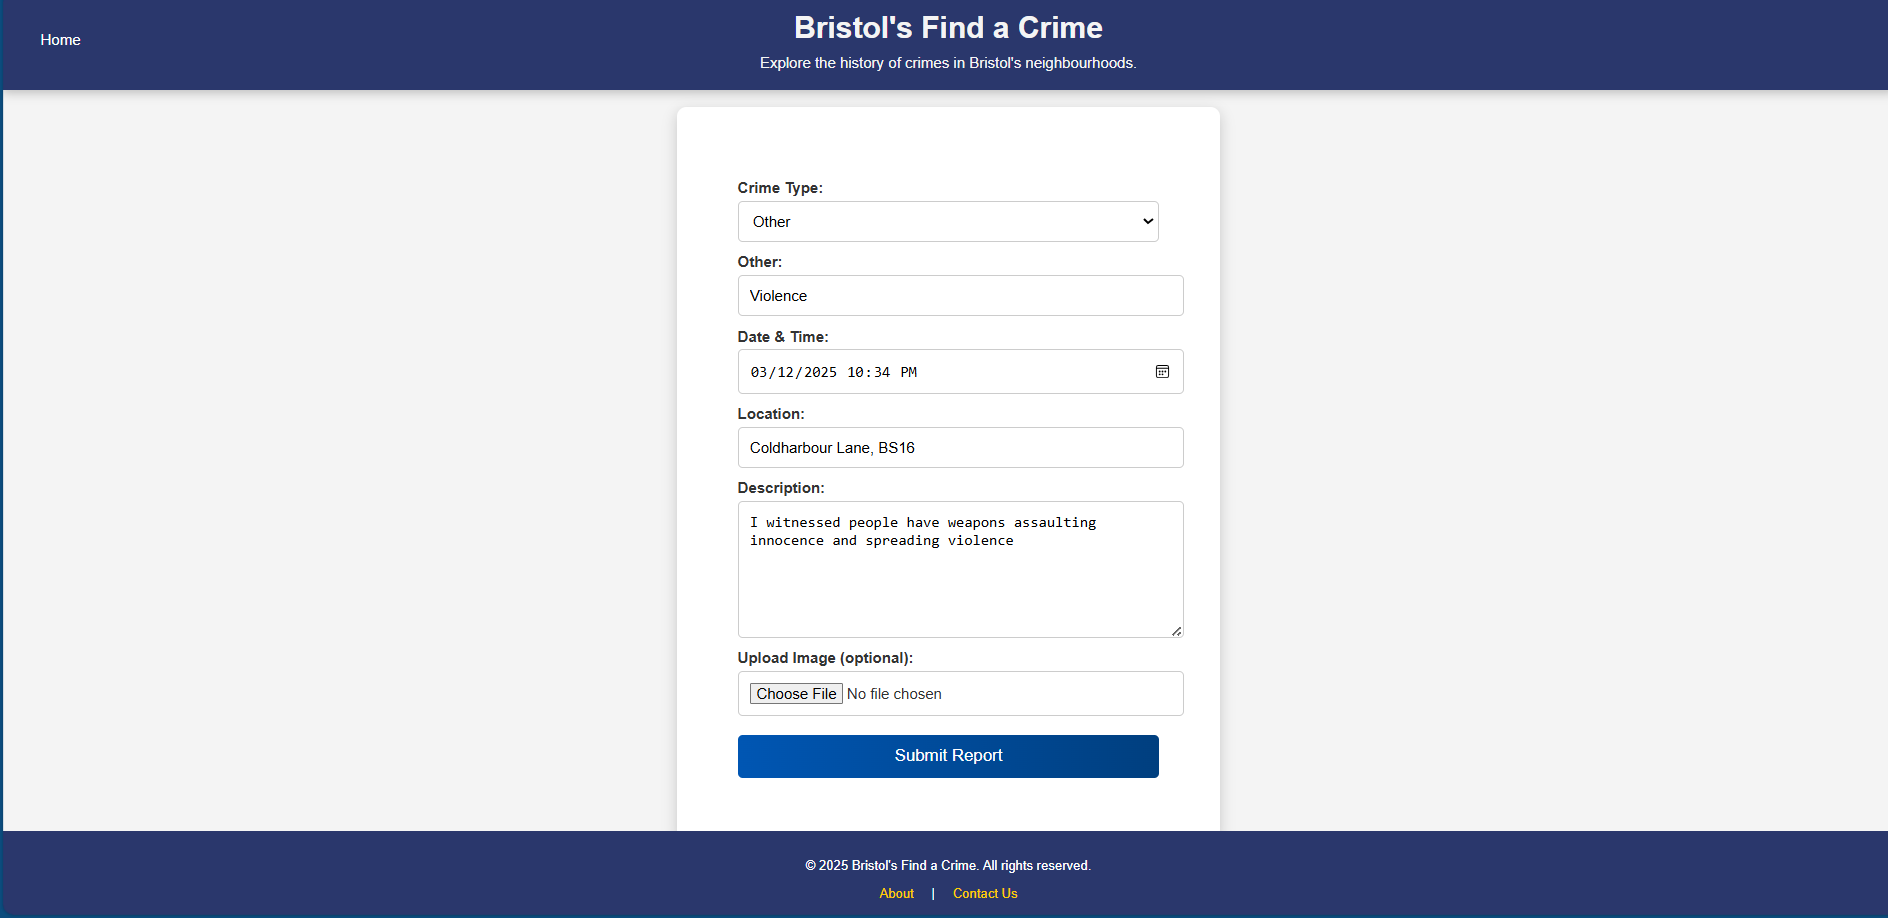 Home
Bristol's Find a Crime
Explore the history of crimes in Bristol's neighbourhoods.
Crime Type:
Other
Other:
Violence
Date & Time:
03/12/2025 10:34 PM
Location:
Coldharbour Lane, BS16
Description:
I witnessed people have weapons assaulting
innocence and spreading violence
Upload Image (optional):
Choose File No file chosen
Submit Report
© 2025 Bristol's Find a Crime. All rights reserved.
About | Contact Us